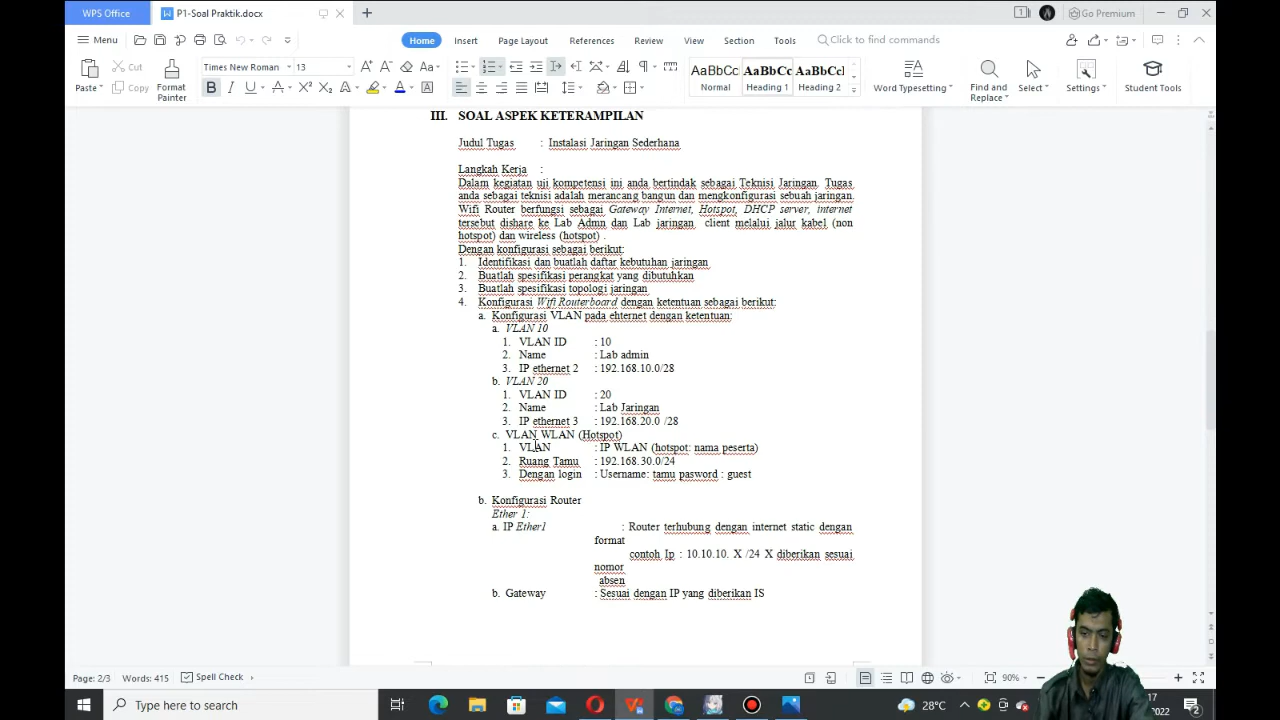 WPS Office
P1-Soal Praktik.docx
Go Premium
Menu
Home
Insert
Page Layout
References
Review
View
Section
Tools
Click to find commands
Paste
Cut
Copy
Format Painter
Times New Roman
13
AaBbCc
Normal
AaBbCc
Heading 1
AaBbCcl
Heading 2
Word Typesetting
Find and Replace
Select
Settings
Student Tools
III. SOAL ASPEK KETERAMPILAN
Judul Tugas : Instalasi Jaringan Sederhana
Langkah Kerja :
Dalam kegiatan uji kompetensi ini anda bertindak sebagai Teknisi Jaringan. Tugas
anda sebagai teknisi adalah merancang bangun dan mengkonfigurasi sebuah jaringan.
Wifi Router berfungsi sebagai Gateway Internet, Hotspot, DHCP server, internet
tersebut dishare ke Lab Admn dan Lab jaringan client melalui jalur kabel (non
hotspot) dan wireless (hotspot) .
Dengan konfigurasi sebagai berikut:
1. Identifikasi dan buatlah daftar kebutuhan jaringan
2. Buatlah spesifikasi perangkat yang dibutuhkan
3. Buatlah spesifikasi topologi jaringan
4. Konfigurasi Wifi Routerboard dengan ketentuan sebagai berikut:
a. Konfigurasi VLAN pada ehternet dengan ketentuan:
a. VLAN 10
1. VLAN ID : 10
2. Name : Lab admin
3. IP ethernet 2 : 192.168.10.0/28
b. VLAN 20
1. VLAN ID : 20
2. Name : Lab Jaringan
3. IP ethernet 3 : 192.168.20.0 /28
c. VLAN WLAN (Hotspot)
1. VLAN : IP WLAN (hotspot: nama peserta)
2. Ruang Tamu : 192.168.30.0/24
3. Dengan login : Username: tamu pasword : guest
b. Konfigurasi Router
Ether 1:
a. IP Ether1 : Router terhubung dengan internet static dengan
format
contoh Ip : 10.10.10. X /24 X diberikan sesuai
nomor
absen
b. Gateway : Sesuai dengan IP yang diberikan IS
Page: 2/3
Words: 415
Spell Check
90%
Type here to search
28°C
17
2022